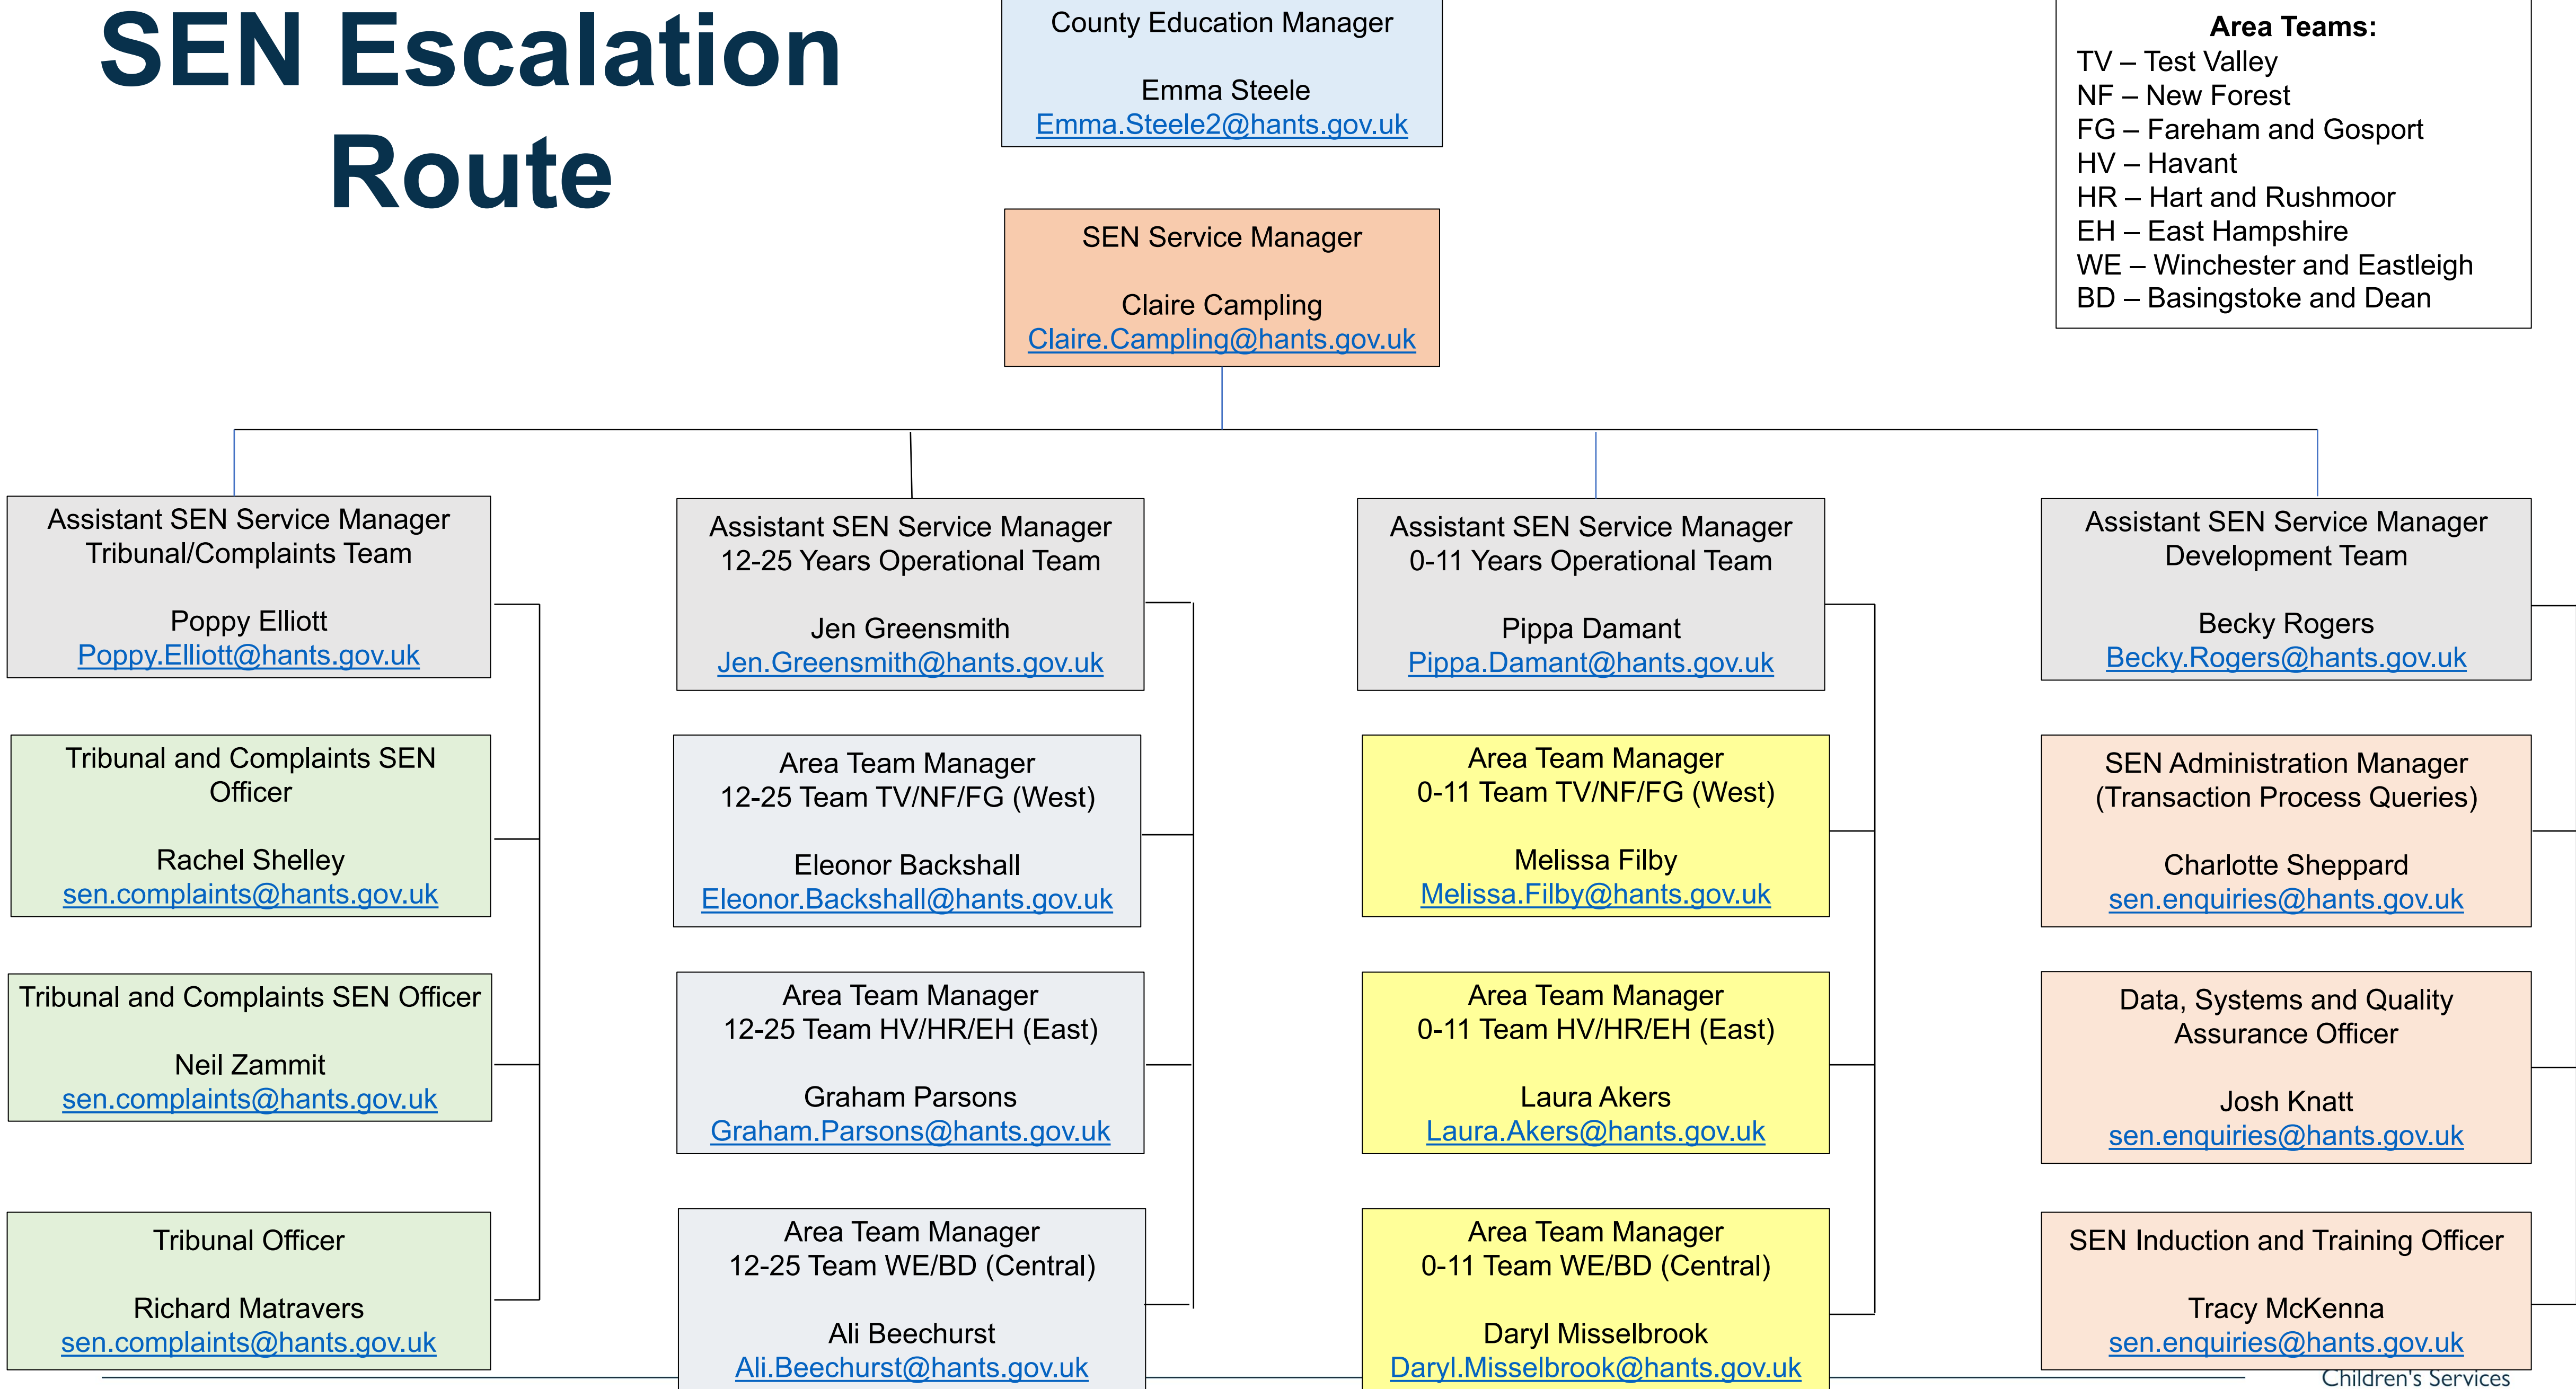 SEN Escalation
Route
County Education Manager
Emma Steele
Emma.Steele2@hants.gov.uk
Area Teams:
TV – Test Valley
NF – New Forest
FG – Fareham and Gosport
HV – Havant
HR – Hart and Rushmoor
EH – East Hampshire
WE – Winchester and Eastleigh
BD – Basingstoke and Dean
SEN Service Manager
Claire Campling
Claire.Campling@hants.gov.uk
Assistant SEN Service Manager
Tribunal/Complaints Team
Poppy Elliott
Poppy.Elliott@hants.gov.uk
Tribunal and Complaints SEN
Officer
Rachel Shelley
sen.complaints@hants.gov.uk
Tribunal and Complaints SEN Officer
Neil Zammit
sen.complaints@hants.gov.uk
Tribunal Officer
Richard Matravers
sen.complaints@hants.gov.uk
Assistant SEN Service Manager
12-25 Years Operational Team
Jen Greensmith
Jen.Greensmith@hants.gov.uk
Area Team Manager
12-25 Team TV/NF/FG (West)
Eleonor Backshall
Eleonor.Backshall@hants.gov.uk
Area Team Manager
12-25 Team HV/HR/EH (East)
Graham Parsons
Graham.Parsons@hants.gov.uk
Area Team Manager
12-25 Team WE/BD (Central)
Ali Beechurst
Ali.Beechurst@hants.gov.uk
Assistant SEN Service Manager
0-11 Years Operational Team
Pippa Damant
Pippa.Damant@hants.gov.uk
Area Team Manager
0-11 Team TV/NF/FG (West)
Melissa Filby
Melissa.Filby@hants.gov.uk
Area Team Manager
0-11 Team HV/HR/EH (East)
Laura Akers
Laura.Akers@hants.gov.uk
Area Team Manager
0-11 Team WE/BD (Central)
Daryl Misselbrook
Daryl.Misselbrook@hants.gov.uk
Assistant SEN Service Manager
Development Team
Becky Rogers
Becky.Rogers@hants.gov.uk
SEN Administration Manager
(Transaction Process Queries)
Charlotte Sheppard
sen.enquiries@hants.gov.uk
Data, Systems and Quality
Assurance Officer
Josh Knatt
sen.enquiries@hants.gov.uk
SEN Induction and Training Officer
Tracy McKenna
sen.enquiries@hants.gov.uk
Children's Services